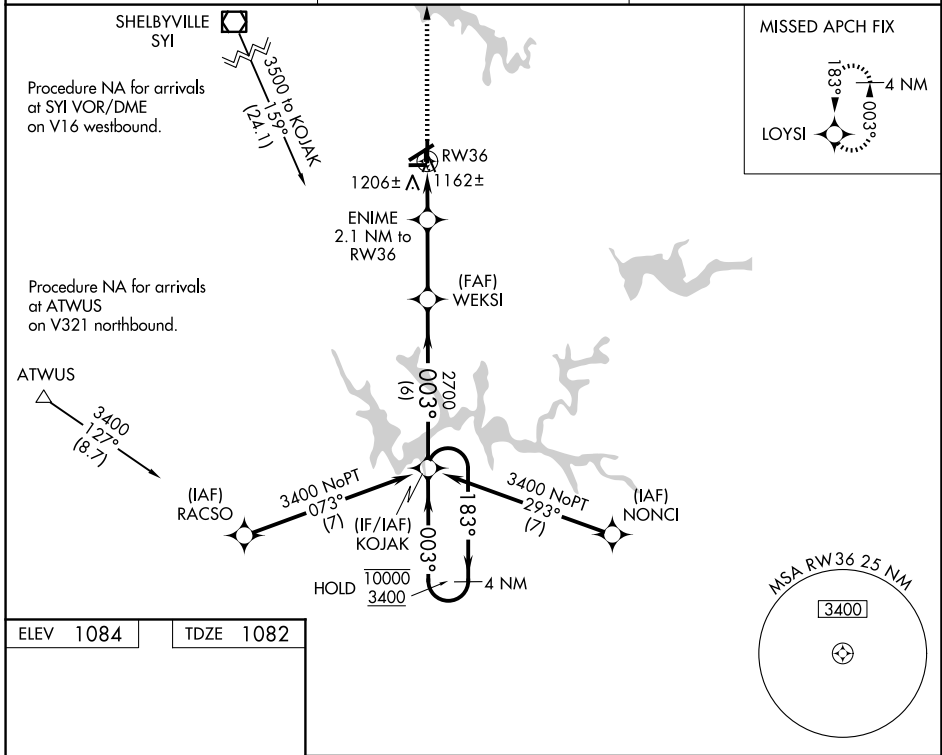 SHELBYVILLE
SYI
3500 to KOJAK
159°
(24.1)
Procedure NA for arrivals
at SYI VOR/DME
on V16 westbound.
MISSED APCH FIX
183°
4 NM
003°
LOYSI
RW36
1206±
1162±
ENIME
2.1 NM to
RW36
(FAF)
WEKSI
Procedure NA for arrivals
at ATWUS
on V321 northbound.
ATWUS
3400
127°
(8.7)
2700
003°
(6)
(IAF)
RACSO
3400 NoPT
073°
(7)
(IF/IAF)
KOJAK
3400 NoPT
293°
(7)
(IAF)
NONCI
183°
003°
HOLD
10000
3400
4 NM
MSA RW36 25 NM
3400
ELEV 1084
TDZE 1082